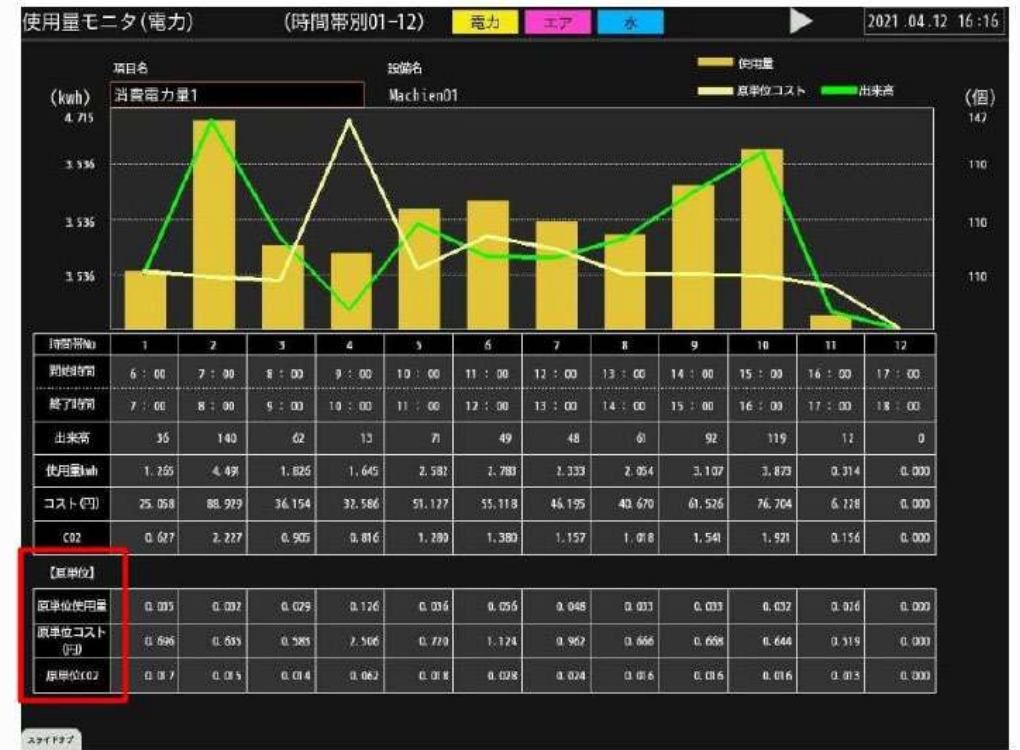 使用量モニタ(電力) (時間帯別01-12) 電力 エア 水 2021.04.12 16:16
項目名 設備名 使用量
(kwh) 消費電力量1 Machien01 原単位コスト 出来高 (個)
4.715 147
3.536 110
3.536 110
3.536 110
時間帯No 1 2 3 4 5 6 7 8 9 10 11 12
開始時間 6:00 7:00 8:00 9:00 10:00 11:00 12:00 13:00 14:00 15:00 16:00 17:00
終了時間 7:00 8:00 9:00 10:00 11:00 12:00 13:00 14:00 15:00 16:00 17:00 18:00
出来高 36 140 62 13 71 49 48 61 92 119 12 0
使用量kwh 1.265 4.491 1.826 1.645 2.582 2.783 2.333 2.054 3.107 3.873 0.314 0.000
コスト(円) 25.058 88.929 36.154 32.586 51.127 55.118 46.195 40.670 61.526 76.704 6.228 0.000
CO2 0.627 2.227 0.905 0.816 1.280 1.380 1.157 1.018 1.541 1.921 0.156 0.000
【原単位】
原単位使用量 0.035 0.032 0.029 0.126 0.036 0.056 0.048 0.033 0.033 0.032 0.026 0.000
原単位コスト 0.696 0.635 0.583 2.506 0.720 1.124 0.962 0.666 0.668 0.644 0.519 0.000
(円)
原単位CO2 0.017 0.015 0.014 0.062 0.018 0.028 0.024 0.016 0.016 0.016 0.013 0.000
スライドタブ